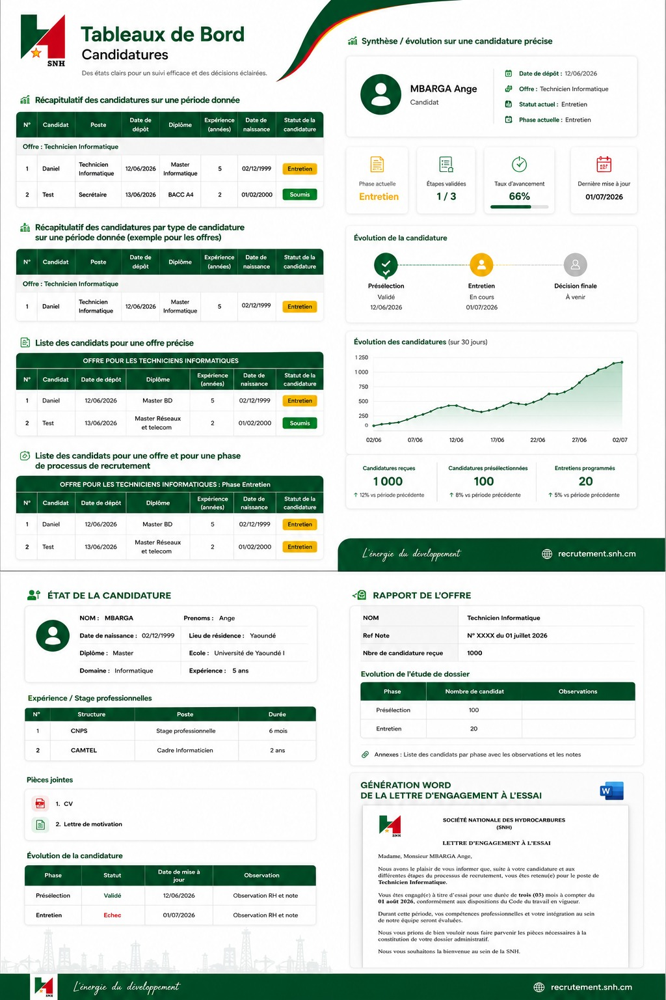 SNH
Tableaux de Bord
Candidatures
Des états clairs pour un suivi efficace et des décisions éclairées.
Récapitulatif des candidatures sur une période donnée
N° Candidat Poste Date de dépôt Diplôme Expérience (années) Date de naissance Statut de la candidature
Offre : Technicien Informatique
1 Daniel Technicien Informatique 12/06/2026 Master Informatique 5 02/12/1999 Entretien
2 Test Secrétaire 13/06/2026 BACC A4 2 01/02/2000 Soumis
Récapitulatif des candidatures par type de candidature
sur une période donnée (exemple pour les offres)
N° Candidat Poste Date de dépôt Diplôme Expérience (années) Date de naissance Statut de la candidature
Offre : Technicien Informatique
1 Daniel Technicien Informatique 12/06/2026 Master Informatique 5 02/12/1999 Entretien
Liste des candidats pour une offre précise
OFFRE POUR LES TECHNICIENS INFORMATIQUES
N° Candidat Date de dépôt Diplôme Expérience (années) Date de naissance Statut de la candidature
1 Daniel 12/06/2026 Master BD 5 02/12/1999 Entretien
2 Test 13/06/2026 Master Réseaux et telecom 2 01/02/2000 Soumis
Liste des candidats pour une offre et pour une phase
de processus de recrutement
OFFRE POUR LES TECHNICIENS INFORMATIQUES : Phase Entretien
N° Candidat Date de dépôt Diplôme Expérience (années) Date de naissance Statut de la candidature
1 Daniel 12/06/2026 Master BD 5 02/12/1999 Entretien
2 Test 13/06/2026 Master Réseaux et telecom 2 01/02/2000 Entretien
Synthèse / évolution sur une candidature précise
MBARGA Ange
Candidat
Date de dépôt : 12/06/2026
Offre : Technicien Informatique
Statut actuel : Entretien
Phase actuelle : Entretien
Phase actuelle
Entretien
Étapes validées
1 / 3
Taux d'avancement
66%
Dernière mise à jour
01/07/2026
Évolution de la candidature
Présélection
Validé
12/06/2026
Entretien
En cours
01/07/2026
Décision finale
À venir
Évolution des candidatures (sur 30 jours)
1 250
1 000
750
500
250
0
02/06 07/06 12/06 17/06 22/06 27/06 02/07
Candidatures reçues
1 000
↑ 12% vs période précédente
Candidatures présélectionnées
100
↑ 8% vs période précédente
Entretiens programmés
20
↑ 5% vs période précédente
L'énergie du développement
recrutement.snh.cm
ÉTAT DE LA CANDIDATURE
NOM : MBARGA Prenoms : Ange
Date de naissance : 02/12/1999 Lieu de résidence : Yaoundé
Diplôme : Master Ecole : Université de Yaoundé I
Domaine : Informatique Expérience : 5 ans
Expérience / Stage professionnelles
N° Structure Poste Durée
1 CNPS Stage professionnelle 6 mois
2 CAMTEL Cadre Informaticien 2 ans
Pièces jointes
1. CV
2. Lettre de motivation
Évolution de la candidature
Phase Statut Date de mise à jour Observation
Présélection Validé 12/06/2026 Observation RH et note
Entretien Echec 01/07/2026 Observation RH et note
RAPPORT DE L'OFFRE
NOM Technicien Informatique
Ref Note N° XXXX du 01 juillet 2026
Nbre de candidature reçue 1000
Evolution de l'étude de dossier
Phase Nombre de candidat Observations
Présélection 100
Entretien 20
Annexes : Liste des candidats par phase avec les observations et les notes
GÉNÉRATION WORD
DE LA LETTRE D'ENGAGEMENT À L'ESSAI
W
SNH
SOCIÉTÉ NATIONALE DES HYDROCARBURES
(SNH)
LETTRE D'ENGAGEMENT À L'ESSAI
Madame, Monsieur MBARGA Ange,
Nous avons le plaisir de vous informer que, suite à votre candidature et aux
différentes étapes du processus de recrutement, vous êtes retenu(e) pour le poste de
Technicien Informatique.
Vous êtes engagé(e) à titre d'essai pour une durée de trois (03) mois à compter du
01 août 2026, conformément aux dispositions du Code du travail en vigueur.
Durant cette période, vos compétences professionnelles et votre intégration au sein
de notre équipe seront évaluées.
Nous vous prions de bien vouloir nous faire parvenir les pièces nécessaires à la
constitution de votre dossier administratif.
Nous vous souhaitons la bienvenue au sein de la SNH.
SNH
L'énergie du développement
recrutement.snh.cm